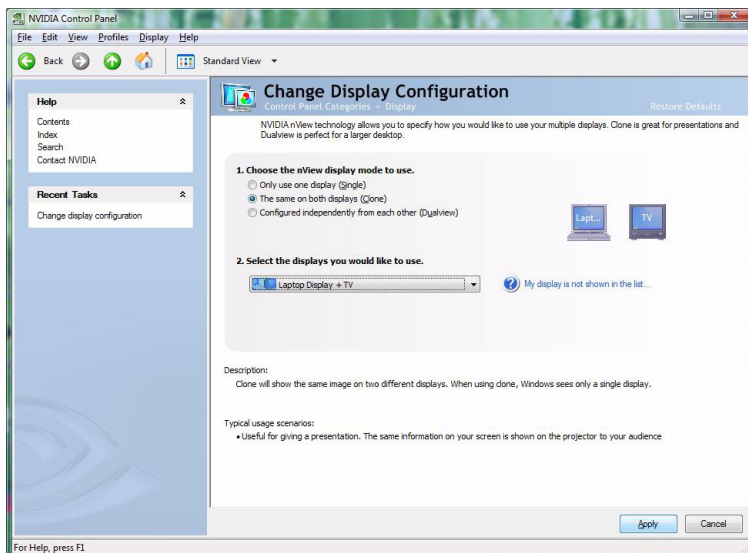 NVIDIA Control Panel
File Edit View Profiles Display Help
Back
Standard View
Help
Contents
Index
Search
Contact NVIDIA
Recent Tasks
Change display configuration
Change Display Configuration
Control Panel Categories » Display
Restore Defaults
NVIDIA nView technology allows you to specify how you would like to use your multiple displays. Clone is great for presentations and
Dualview is perfect for a larger desktop.
1. Choose the nView display mode to use.
Only use one display (Single)
The same on both displays (Clone)
Configured independently from each other (Dualview)
Lapt...
TV
2. Select the displays you would like to use.
Laptop Display + TV
My display is not shown in the list...
Description:
Clone will show the same image on two different displays. When using clone, Windows sees only a single display.
Typical usage scenarios:
• Useful for giving a presentation. The same information on your screen is shown on the projector to your audience
Apply
Cancel
For Help, press F1